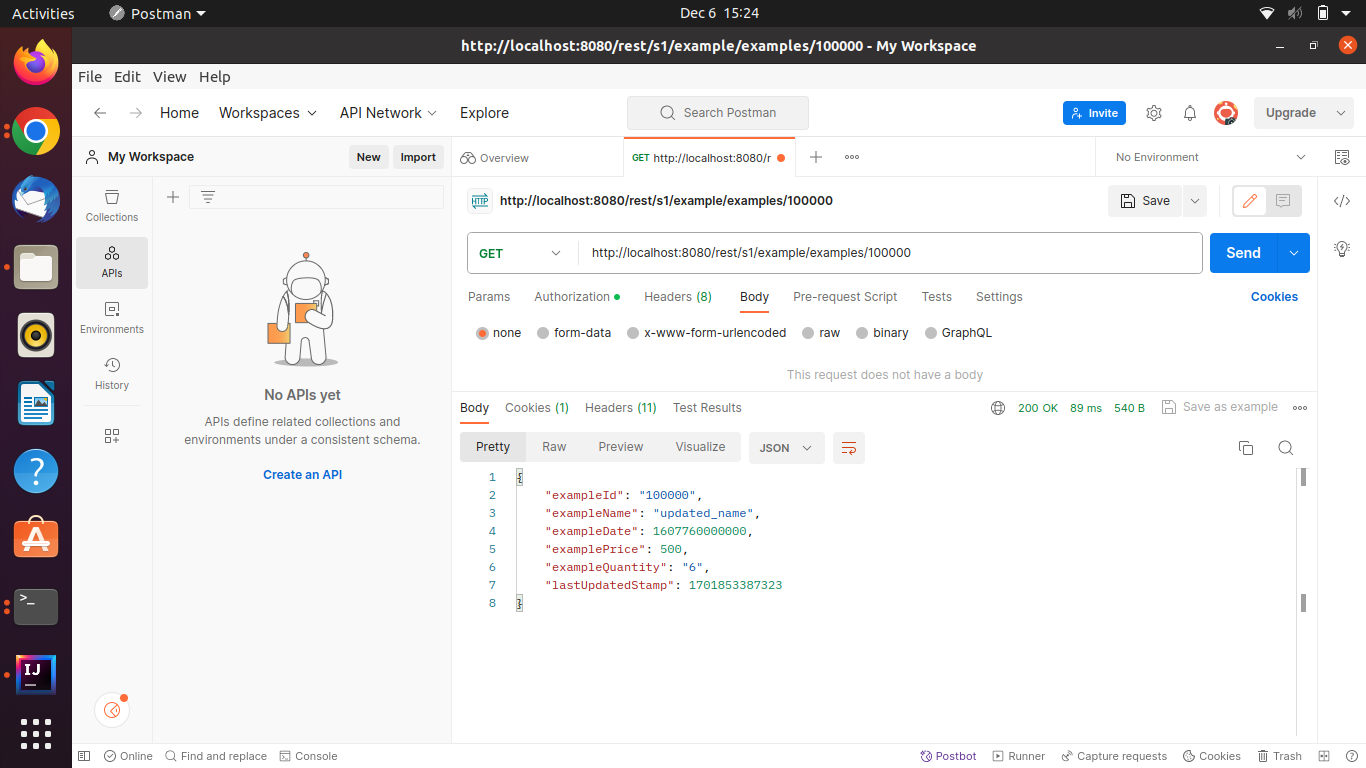 Activities Postman Dec 6 15:24
http://localhost:8080/rest/s1/example/examples/100000 - My Workspace
File Edit View Help
Home Workspaces API Network Explore Search Postman Invite Upgrade
My Workspace New Import Overview GET http://localhost:8080/r No Environment
Collections
APIs
Environments
History
No APIs yet
APIs define related collections and
environments under a consistent schema.
Create an API
HTTP http://localhost:8080/rest/s1/example/examples/100000 Save
GET http://localhost:8080/rest/s1/example/examples/100000 Send
Params Authorization Headers (8) Body Pre-request Script Tests Settings Cookies
none form-data x-www-form-urlencoded raw binary GraphQL
This request does not have a body
Body Cookies (1) Headers (11) Test Results 200 OK 89 ms 540 B Save as example
Pretty Raw Preview Visualize JSON
1 {
2 "exampleId": "100000",
3 "exampleName": "updated_name",
4 "exampleDate": 1607760000000,
5 "examplePrice": 500,
6 "exampleQuantity": "6",
7 "lastUpdatedStamp": 1701853387323
8 }
>_
IJ
Online Find and replace Console Postbot Runner Capture requests Cookies Trash